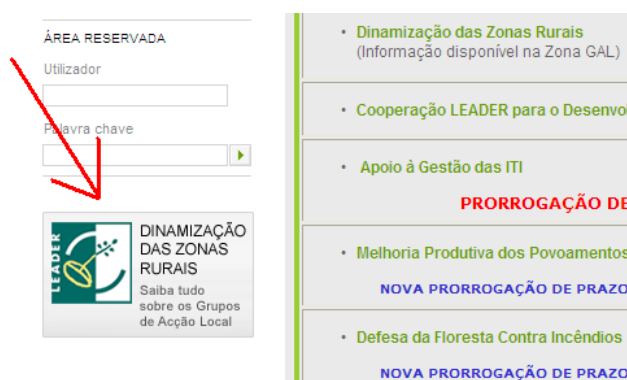 ÁREA RESERVADA
Utilizador
Palavra chave
LEADER
DINAMIZAÇÃO
DAS ZONAS
RURAIS
Saiba tudo
sobre os Grupos
de Acção Local
• Dinamização das Zonas Rurais
(Informação disponível na Zona GAL)
• Cooperação LEADER para o Desenvo
• Apoio à Gestão das ITI
PRORROGAÇÃO DE
• Melhoria Produtiva dos Povoamentos
NOVA PRORROGAÇÃO DE PRAZO
• Defesa da Floresta Contra Incêndios
NOVA PRORROGAÇÃO DE PRAZO